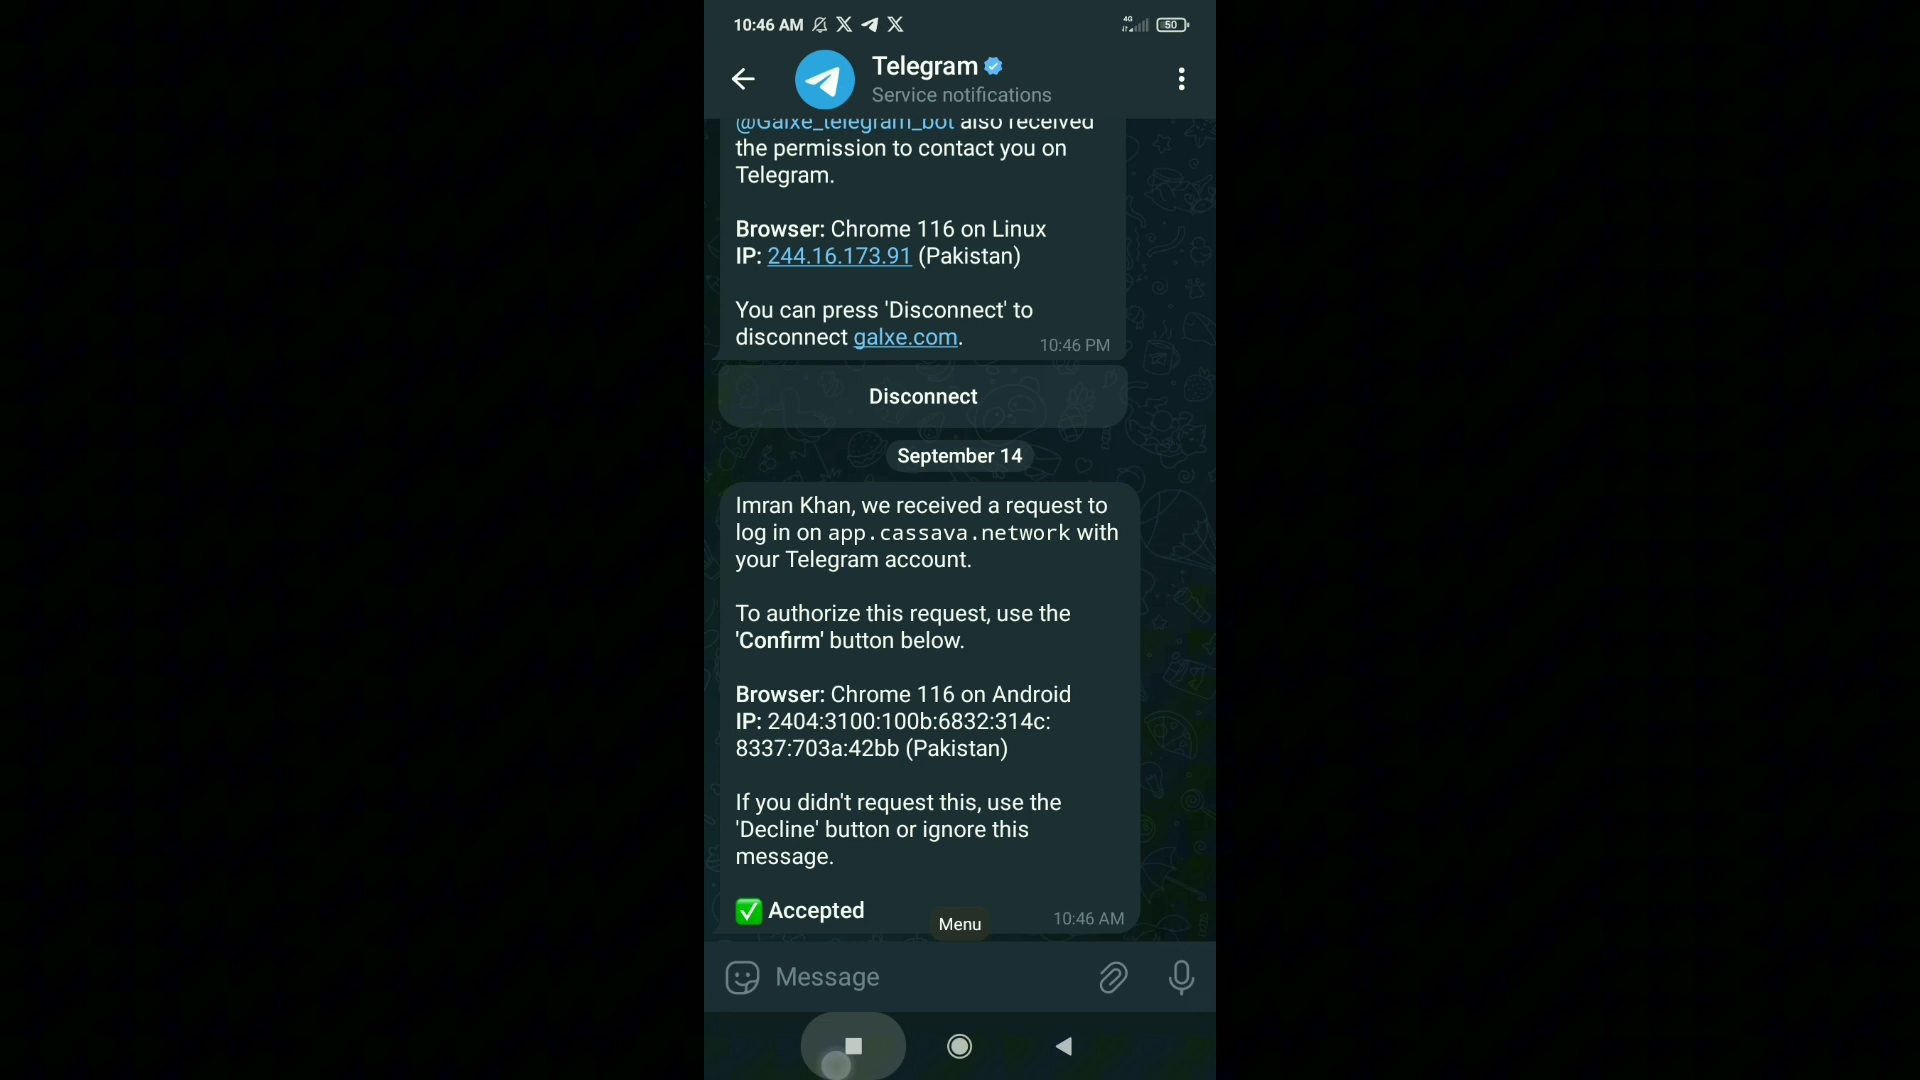 10:46 AM
4G
50
Telegram
Service notifications
@Galxe_telegram_bot also received
the permission to contact you on
Telegram.
Browser: Chrome 116 on Linux
IP: 244.16.173.91 (Pakistan)
You can press 'Disconnect' to
disconnect galxe.com.
10:46 PM
Disconnect
September 14
Imran Khan, we received a request to
log in on app.cassava.network with
your Telegram account.
To authorize this request, use the
'Confirm' button below.
Browser: Chrome 116 on Android
IP: 2404:3100:100b:6832:314c:
8337:703a:42bb (Pakistan)
If you didn't request this, use the
'Decline' button or ignore this
message.
✅ Accepted
10:46 AM
Menu
Message